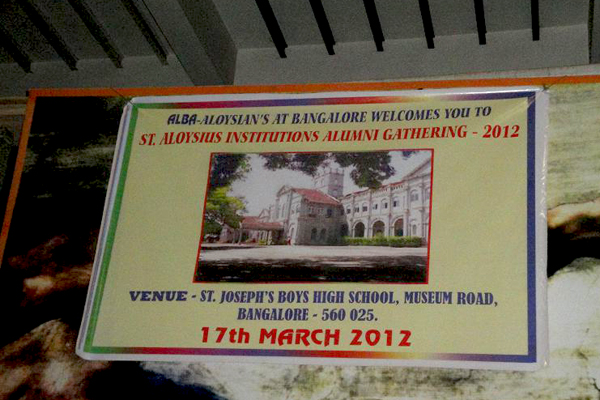 ALBA-ALOYSIAN'S AT BANGALORE WELCOMES YOU TO
ST. ALOYSIUS INSTITUTIONS ALUMNI GATHERING - 2012
VENUE - ST. JOSEPH'S BOYS HIGH SCHOOL, MUSEUM ROAD,
BANGALORE - 560 025.
17th MARCH 2012